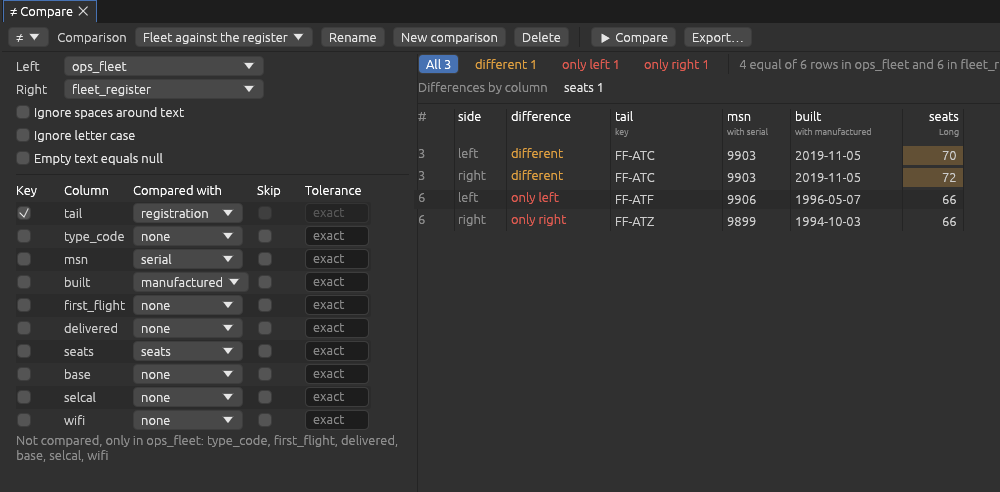 ≠ Compare ✕
≠ ▼ Comparison Fleet against the register ▼ Rename New comparison Delete ▶ Compare Export...
Left ops_fleet ▼
Right fleet_register ▼
Ignore spaces around text
Ignore letter case
Empty text equals null
Key Column Compared with Skip Tolerance
tail registration ▼ exact
type_code none ▼ exact
msn serial ▼ exact
built manufactured ▼ exact
first_flight none ▼ exact
delivered none ▼ exact
seats seats ▼ exact
base none ▼ exact
selcal none ▼ exact
wifi none ▼ exact
Not compared, only in ops_fleet: type_code, first_flight, delivered,
base, selcal, wifi
All 3 different 1 only left 1 only right 1 4 equal of 6 rows in ops_fleet and 6 in fleet_r
Differences by column seats 1
# side difference tail msn built seats
key with serial with manufactured Long
3 left different FF-ATC 9903 2019-11-05 70
3 right different FF-ATC 9903 2019-11-05 72
6 left only left FF-ATF 9906 1996-05-07 66
6 right only right FF-ATZ 9899 1994-10-03 66